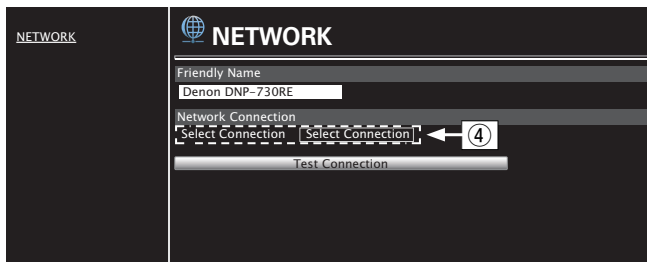 NETWORK
NETWORK
Friendly Name
Denon DNP-730RE
Network Connection
Select Connection Select Connection ④
Test Connection